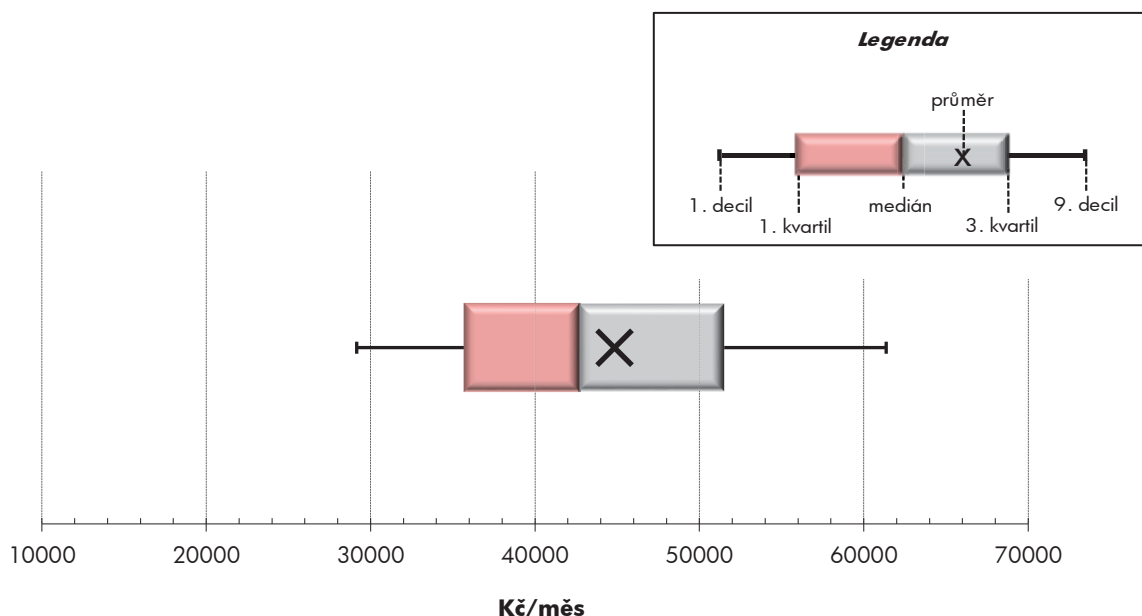 Legenda
průměr
x
1. decil
medián
9. decil
1. kvartil
3. kvartil
10000 20000 30000 40000 50000 60000 70000
Kč/měs